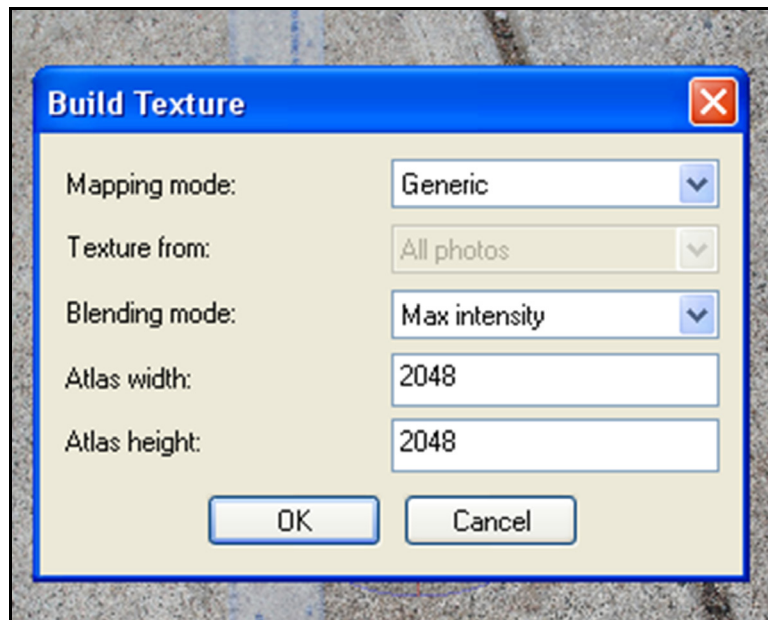 Build Texture
Mapping mode: Generic
Texture from: All photos
Blending mode: Max intensity
Atlas width: 2048
Atlas height: 2048
OK Cancel